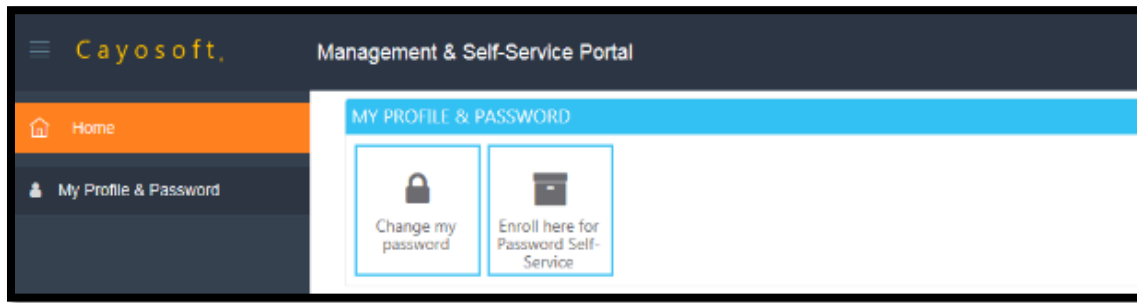 Cayosoft,
Management & Self-Service Portal
Home
My Profile & Password
MY PROFILE & PASSWORD
Change my
password
Enroll here for
Password Self-
Service